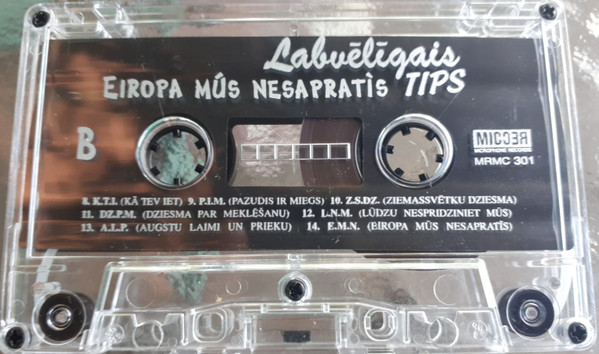 Labvēlīgais
EIROPA MŪS NESAPRATĪS TIPS
B
MICREC
MICROPHONE RECORDS
MRMC 301
8. K.T.I. (KĀ TEV IET) 9. P.I.M. (PAZUDIS IR MIEGS) 10. Z.S.DZ. (ZIEMASSVĒTKU DZIESMA)
11. DZ.P.M. (DZIESMA PAR MEKLĒŠANU) 12. L.N.M. (LŪDZU NESPRIDZINIET MŪS)
13. A.L.P. (AUGSTU LAIMI UN PRIEKU) 14. E.M.N. (EIROPA MŪS NESAPRATĪS)